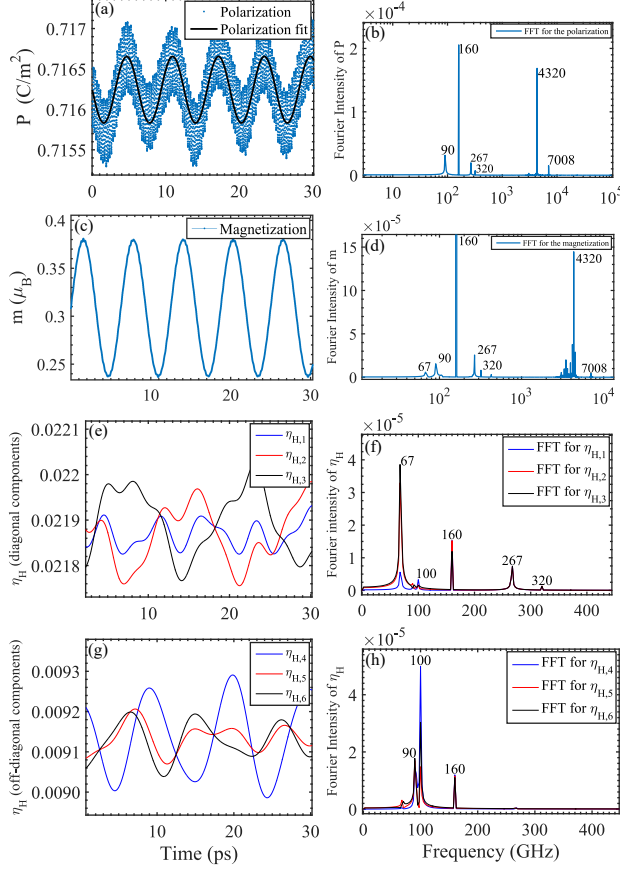 (a)
Polarization
Polarization fit
P (C/m²)
0.717
0.7165
0.716
0.7155
0
10
20
30
×10⁻⁴
(b)
FFT for the polarization
Fourier Intensity of P
2
1
0
90
160
267
320
4320
7008
10
10²
10³
10⁴
10⁵
(c)
Magnetization
m (μB)
0.4
0.35
0.30
0.25
10
20
30
×10⁻⁵
(d)
FFT for the magnetization
Fourier Intensity of m
15
10
5
0
67
90
160
267
320
4320
7008
10²
10³
10⁴
(e)
ηH,1
ηH,2
ηH,3
ηH (diagonal components)
0.0221
0.022
0.0219
0.0218
10
20
30
×10⁻⁵
(f)
FFT for ηH,1
FFT for ηH,2
FFT for ηH,3
Fourier intensity of ηH
5
4
2
0
67
100
160
267
320
0
100
200
300
400
(g)
ηH,4
ηH,5
ηH,6
ηH (off-diagonal components)
0.0093
0.0092
0.0091
0.0090
10
20
30
Time (ps)
×10⁻⁵
(h)
FFT for ηH,4
FFT for ηH,5
FFT for ηH,6
Fourier intensity of ηH
4
2
0
90
100
160
0
100
200
300
400
Frequency (GHz)